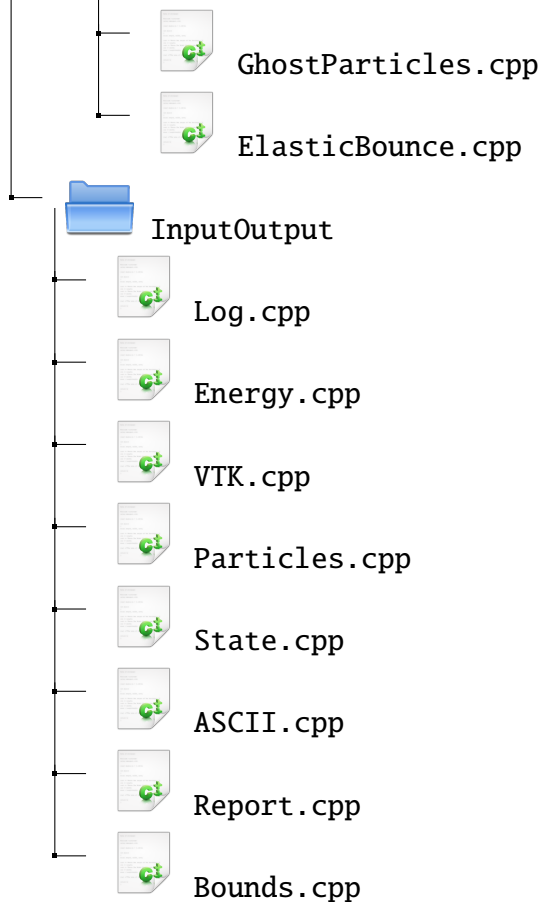 GhostParticles.cpp
ElasticBounce.cpp
InputOutput
Log.cpp
Energy.cpp
VTK.cpp
Particles.cpp
State.cpp
ASCII.cpp
Report.cpp
Bounds.cpp